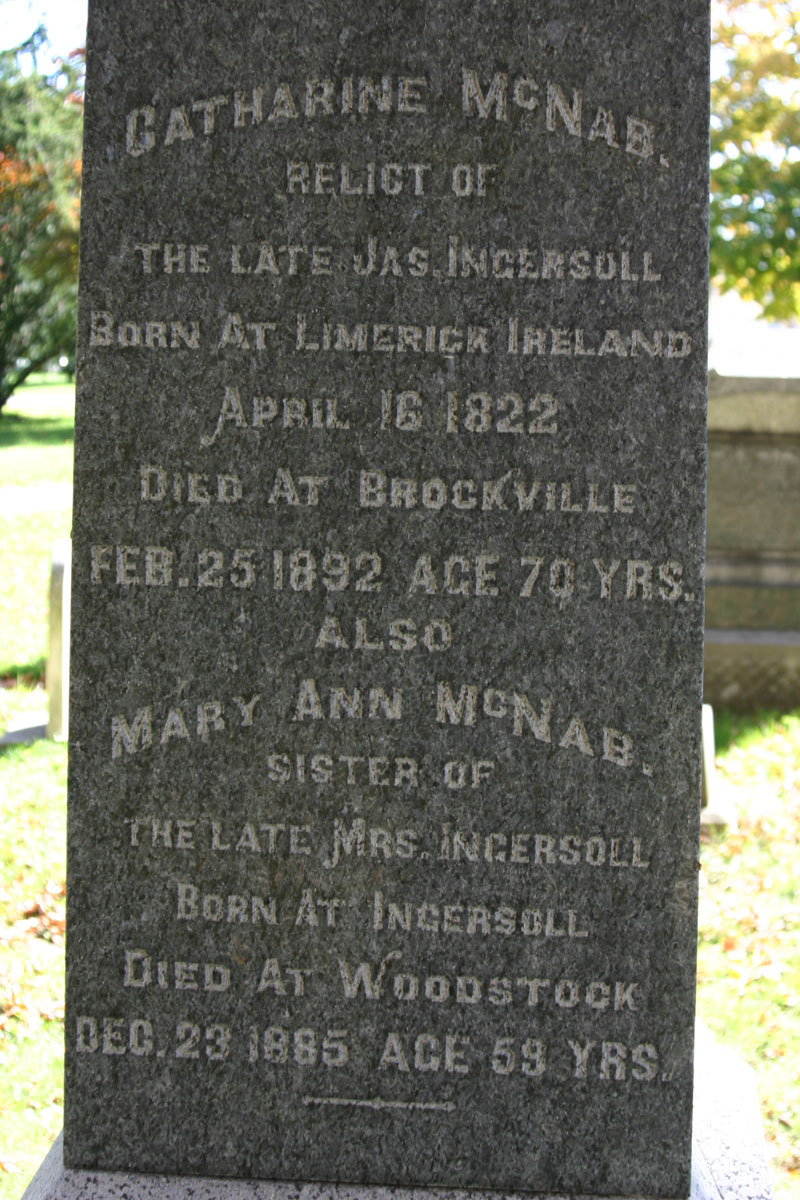 CATHARINE McNAB.
RELICT OF
THE LATE JAS. INGERSOLL
BORN AT LIMERICK IRELAND
APRIL 16 1822
DIED AT BROCKVILLE
FEB. 25 1892 AGE 70 YRS.
ALSO
MARY ANN McNAB.
SISTER OF
THE LATE MRS. INGERSOLL
BORN AT INGERSOLL
DIED AT WOODSTOCK
DEC. 23 1885 AGE 59 YRS.